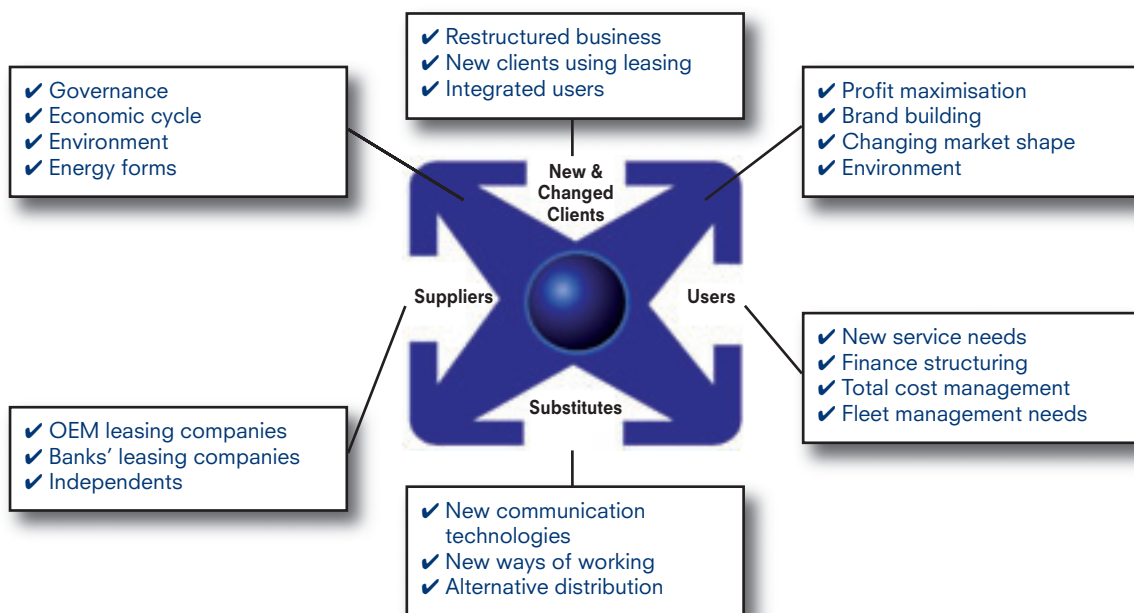 ✔ Restructured business
✔ New clients using leasing
✔ Integrated users
✔ Governance
✔ Economic cycle
✔ Environment
✔ Energy forms
✔ Profit maximisation
✔ Brand building
✔ Changing market shape
✔ Environment
New &
Changed
Clients
Suppliers
Users
Substitutes
✔ New service needs
✔ Finance structuring
✔ Total cost management
✔ Fleet management needs
✔ OEM leasing companies
✔ Banks’ leasing companies
✔ Independents
✔ New communication
technologies
✔ New ways of working
✔ Alternative distribution